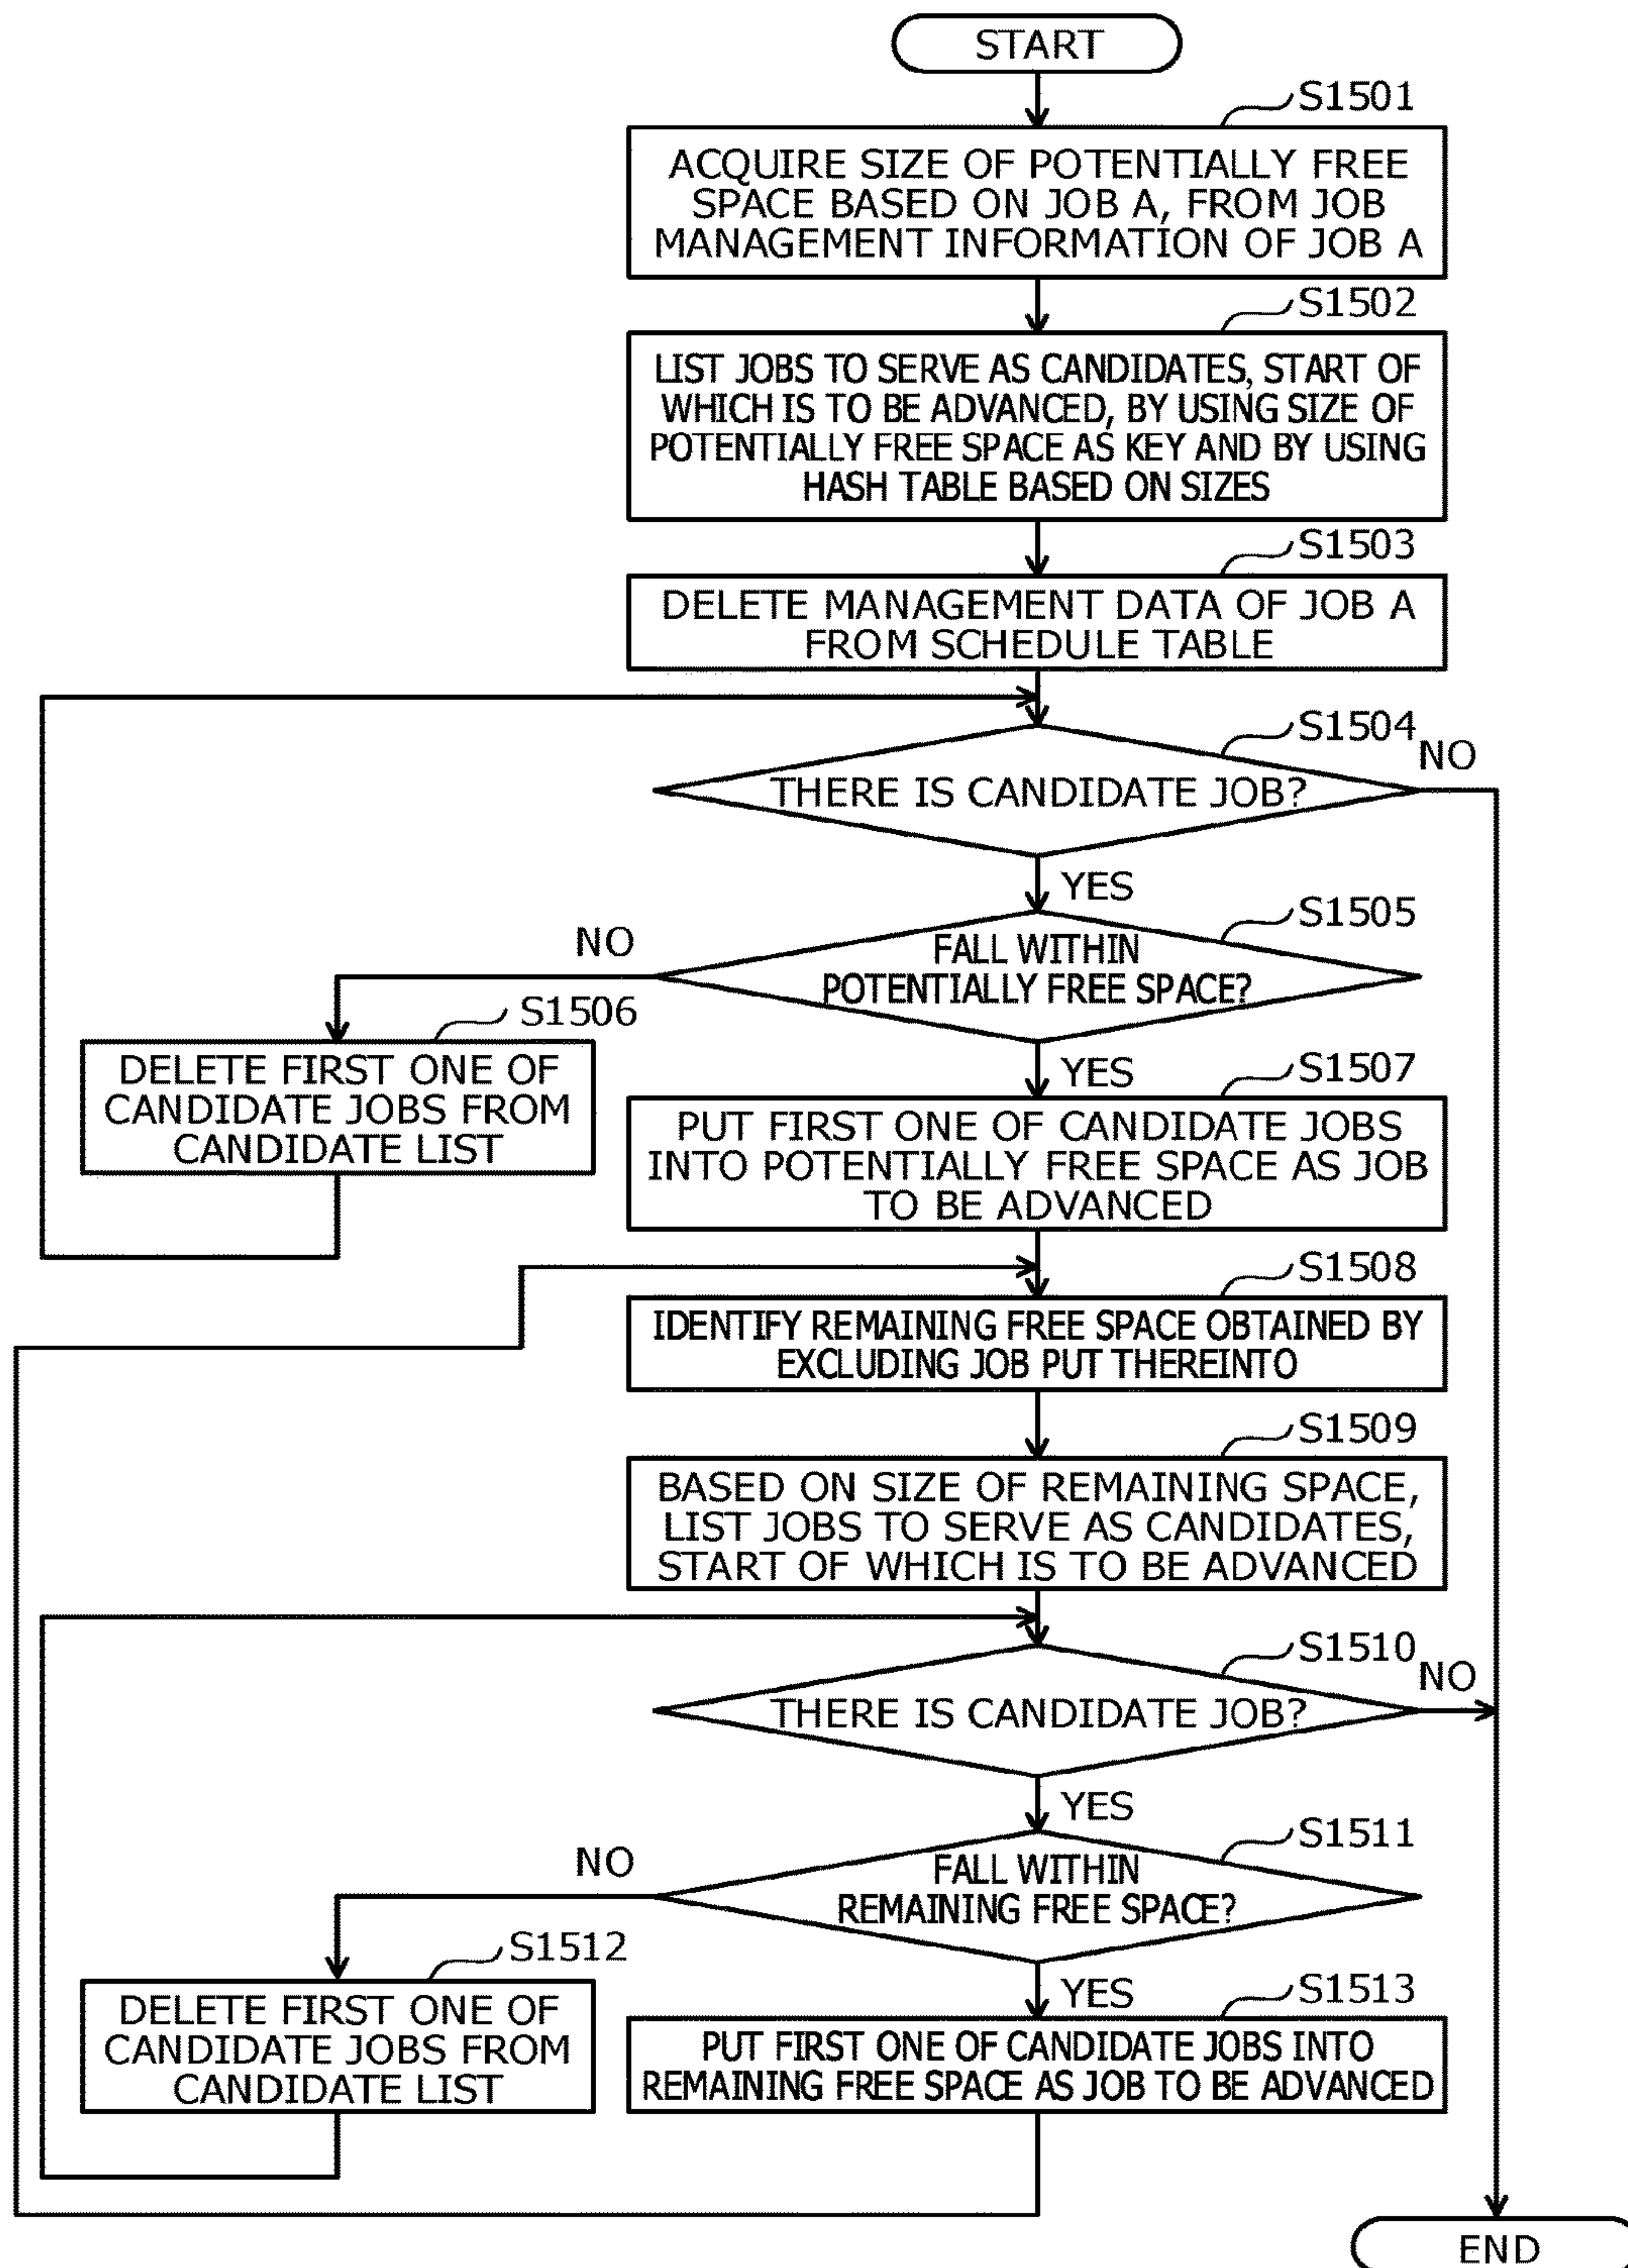 START
S1501
ACQUIRE SIZE OF POTENTIALLY FREE
SPACE BASED ON JOB A, FROM JOB
MANAGEMENT INFORMATION OF JOB A
S1502
LIST JOBS TO SERVE AS CANDIDATES, START OF
WHICH IS TO BE ADVANCED, BY USING SIZE OF
POTENTIALLY FREE SPACE AS KEY AND BY USING
HASH TABLE BASED ON SIZES
S1503
DELETE MANAGEMENT DATA OF JOB A
FROM SCHEDULE TABLE
S1504
NO
THERE IS CANDIDATE JOB?
YES
S1505
NO
FALL WITHIN
POTENTIALLY FREE SPACE?
S1506
DELETE FIRST ONE OF
CANDIDATE JOBS FROM
CANDIDATE LIST
YES
S1507
PUT FIRST ONE OF CANDIDATE JOBS
INTO POTENTIALLY FREE SPACE AS JOB
TO BE ADVANCED
S1508
IDENTIFY REMAINING FREE SPACE OBTAINED BY
EXCLUDING JOB PUT THEREINTO
S1509
BASED ON SIZE OF REMAINING SPACE,
LIST JOBS TO SERVE AS CANDIDATES,
START OF WHICH IS TO BE ADVANCED
S1510
NO
THERE IS CANDIDATE JOB?
YES
S1511
NO
FALL WITHIN
REMAINING FREE SPACE?
S1512
DELETE FIRST ONE OF
CANDIDATE JOBS FROM
CANDIDATE LIST
YES
S1513
PUT FIRST ONE OF CANDIDATE JOBS INTO
REMAINING FREE SPACE AS JOB TO BE ADVANCED
END